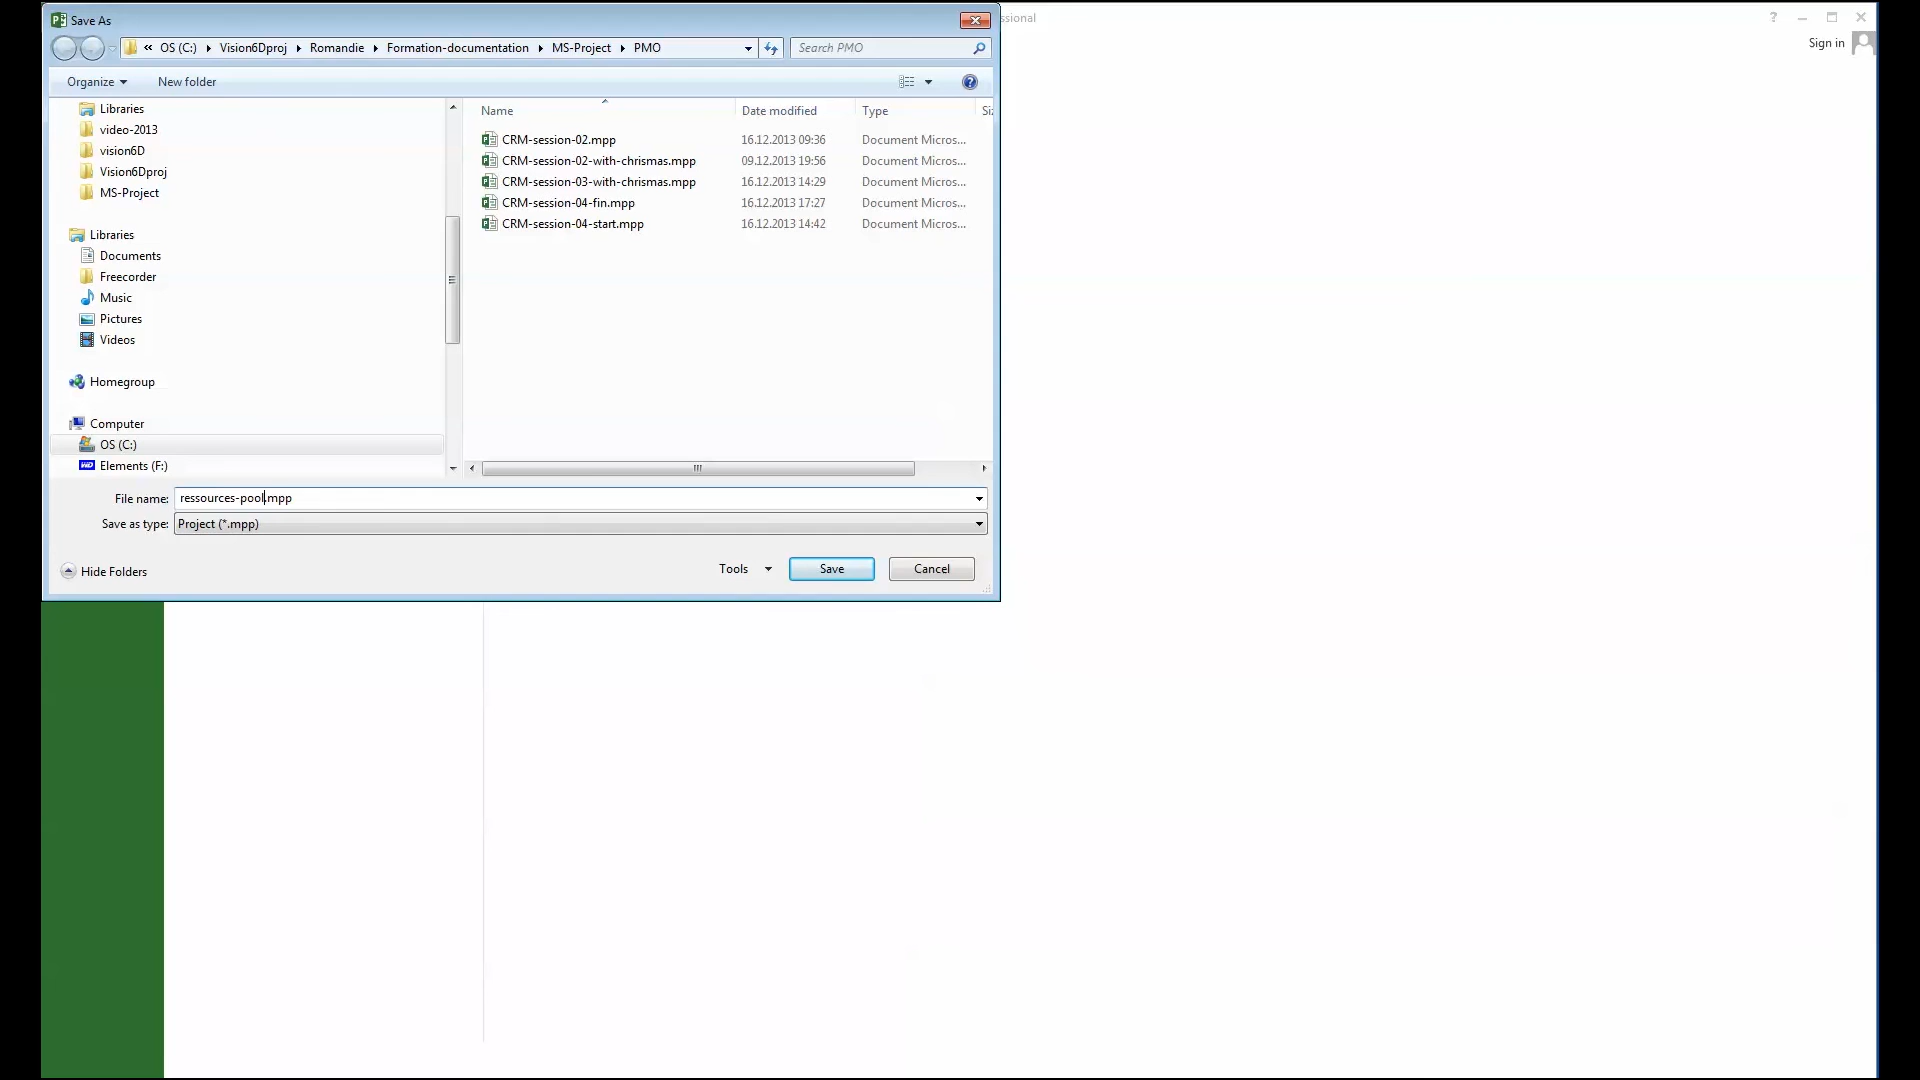 Save As
ssional
?
Sign in
« OS (C:) Vision6Dproj Romandie Formation-documentation MS-Project PMO
Search PMO
Organize New folder
?
Name Date modified Type
Libraries
video-2013
vision6D
Vision6Dproj
MS-Project
Libraries
Documents
Freecorder
Music
Pictures
Videos
Homegroup
Computer
OS (C:)
WD Elements (F:)
CRM-session-02.mpp 16.12.2013 09:36 Document Micros...
CRM-session-02-with-chrismas.mpp 09.12.2013 19:56 Document Micros...
CRM-session-03-with-chrismas.mpp 16.12.2013 14:29 Document Micros...
CRM-session-04-fin.mpp 16.12.2013 17:27 Document Micros...
CRM-session-04-start.mpp 16.12.2013 14:42 Document Micros...
File name: ressources-pool.mpp
Save as type: Project (*.mpp)
Hide Folders
Tools Save Cancel